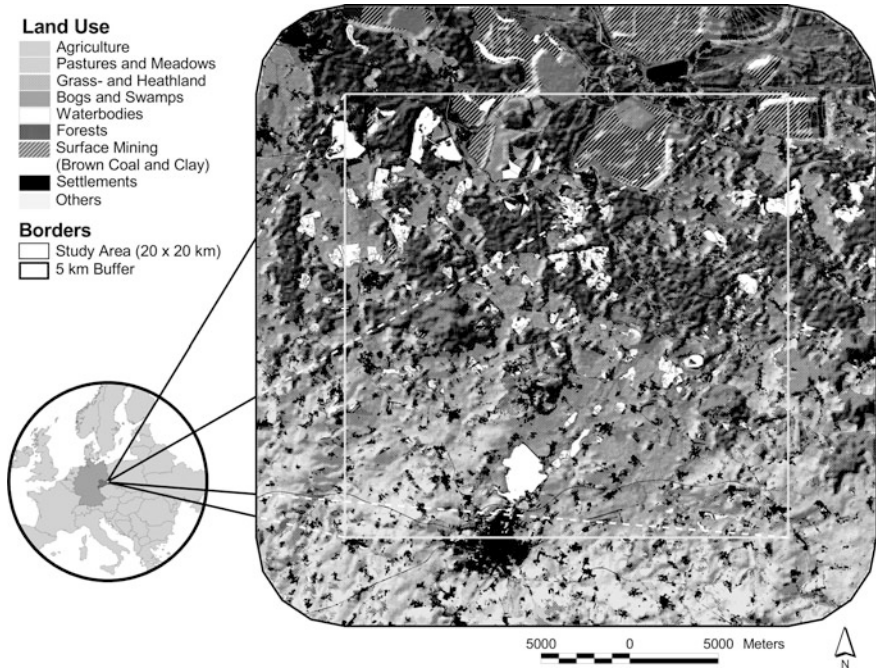 Land Use
Agriculture
Pastures and Meadows
Grass- and Heathland
Bogs and Swamps
Waterbodies
Forests
Surface Mining
(Brown Coal and Clay)
Settlements
Others
Borders
Study Area (20 x 20 km)
5 km Buffer
5000 0 5000 Meters
N